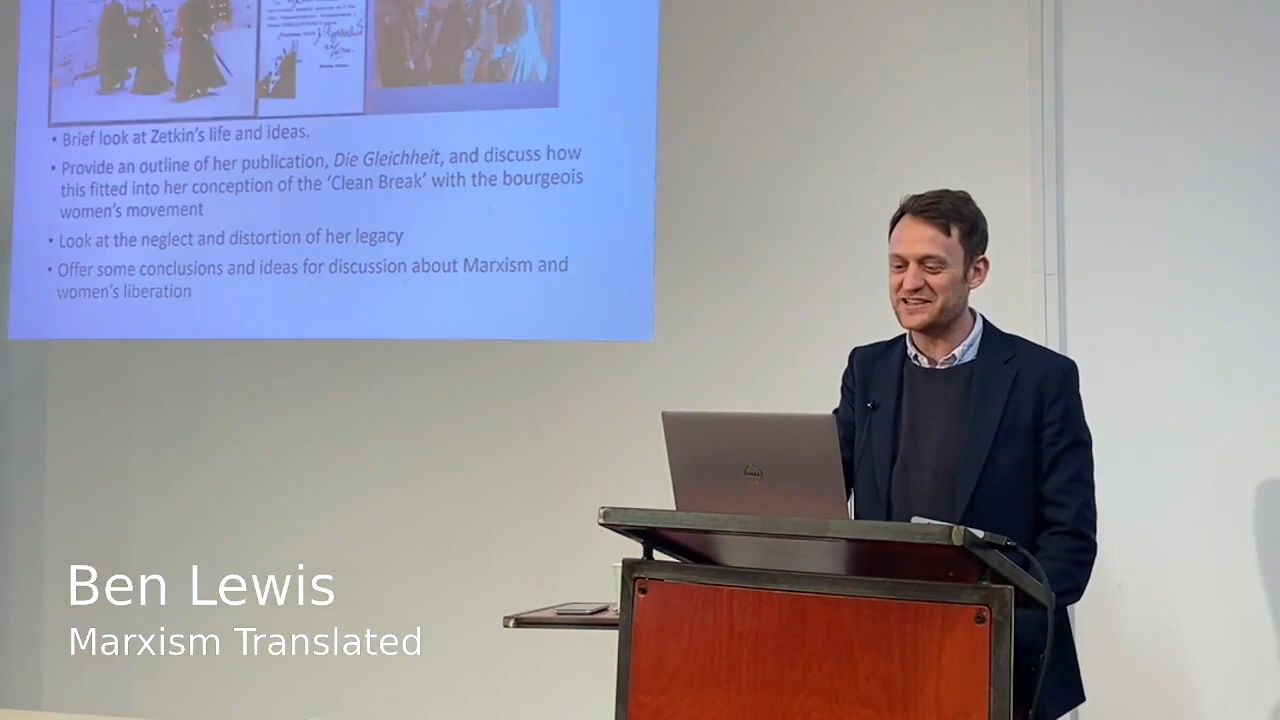 • Brief look at Zetkin's life and ideas.
• Provide an outline of her publication, Die Gleichheit, and discuss how
this fitted into her conception of the 'Clean Break' with the bourgeois
women's movement
• Look at the neglect and distortion of her legacy
• Offer some conclusions and ideas for discussion about Marxism and
women's liberation
DELL
Ben Lewis
Marxism Translated